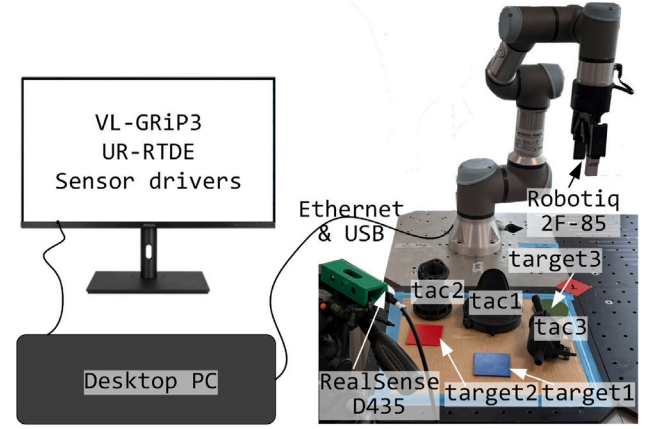 VL-GRiP3
UR-RTDE
Sensor drivers
Desktop PC
Ethernet
& USB
Robotiq
2F-85
target3
tac2
tac1
tac3
RealSense
D435
target2
target1